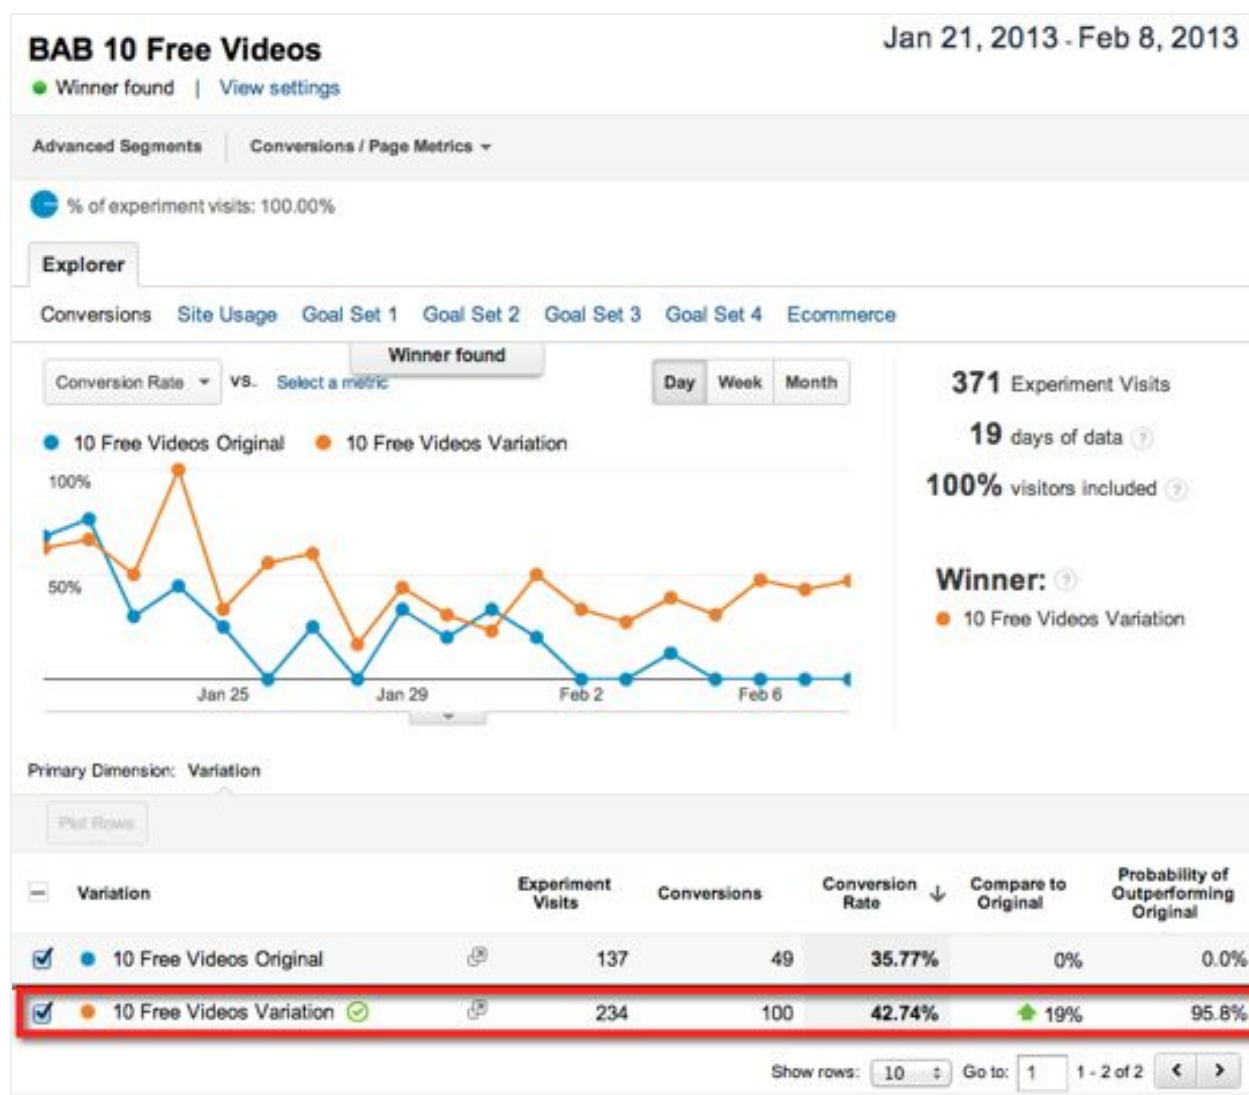 BAB 10 Free Videos
Jan 21, 2013 - Feb 8, 2013
Winner found | View settings
Advanced Segments Conversions / Page Metrics
% of experiment visits: 100.00%
Explorer
Conversions Site Usage Goal Set 1 Goal Set 2 Goal Set 3 Goal Set 4 Ecommerce
Winner found
Conversion Rate VS. Select a metric Day Week Month
10 Free Videos Original 10 Free Videos Variation
100%
50%
Jan 25 Jan 29 Feb 2 Feb 6
371 Experiment Visits
19 days of data ?
100% visitors included ?
Winner: ?
10 Free Videos Variation
Primary Dimension: Variation
Plot Rows
Variation Experiment Visits Conversions Conversion Rate Compare to Original Probability of Outperforming Original
10 Free Videos Original 137 49 35.77% 0% 0.0%
10 Free Videos Variation 234 100 42.74% 19% 95.8%
Show rows: 10 Go to: 1 1 - 2 of 2